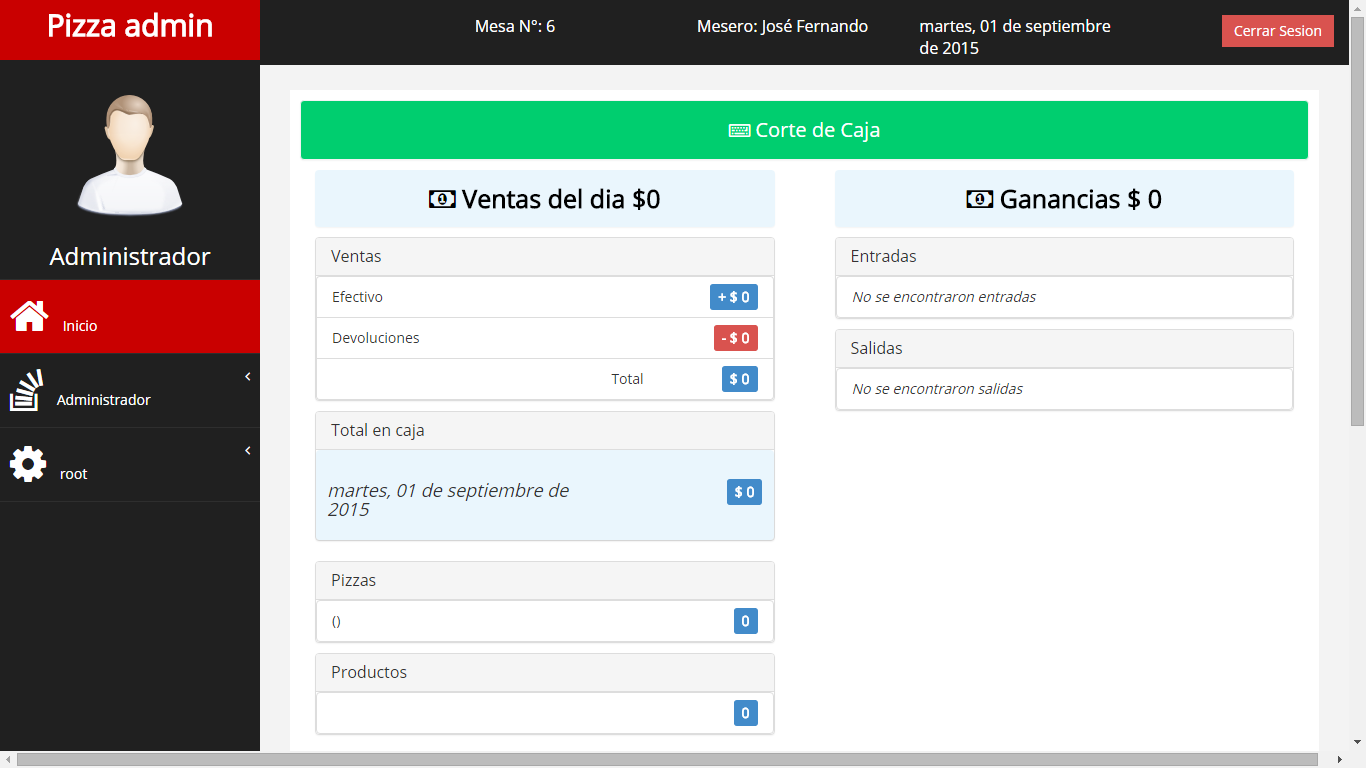 Pizza admin
Mesa N°: 6
Mesero: José Fernando
martes, 01 de septiembre
de 2015
Cerrar Sesion
Administrador
Inicio
Administrador
root
Corte de Caja
Ventas del dia $0
Ventas
Efectivo
+ $ 0
Devoluciones
- $ 0
Total
$ 0
Total en caja
martes, 01 de septiembre de
2015
$ 0
Pizzas
()
0
Productos
0
Ganancias $ 0
Entradas
No se encontraron entradas
Salidas
No se encontraron salidas